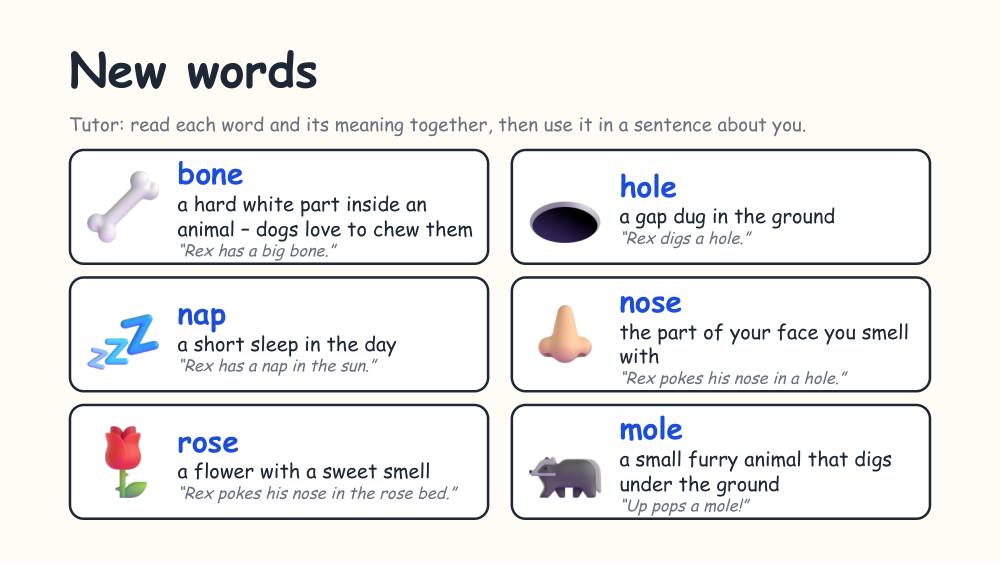 New words
Tutor: read each word and its meaning together, then use it in a sentence about you.
bone
a hard white part inside an
animal – dogs love to chew them
“Rex has a big bone.”
hole
a gap dug in the ground
“Rex digs a hole.”
nap
a short sleep in the day
“Rex has a nap in the sun.”
nose
the part of your face you smell
with
“Rex pokes his nose in a hole.”
rose
a flower with a sweet smell
“Rex pokes his nose in the rose bed.”
mole
a small furry animal that digs
under the ground
“Up pops a mole!”